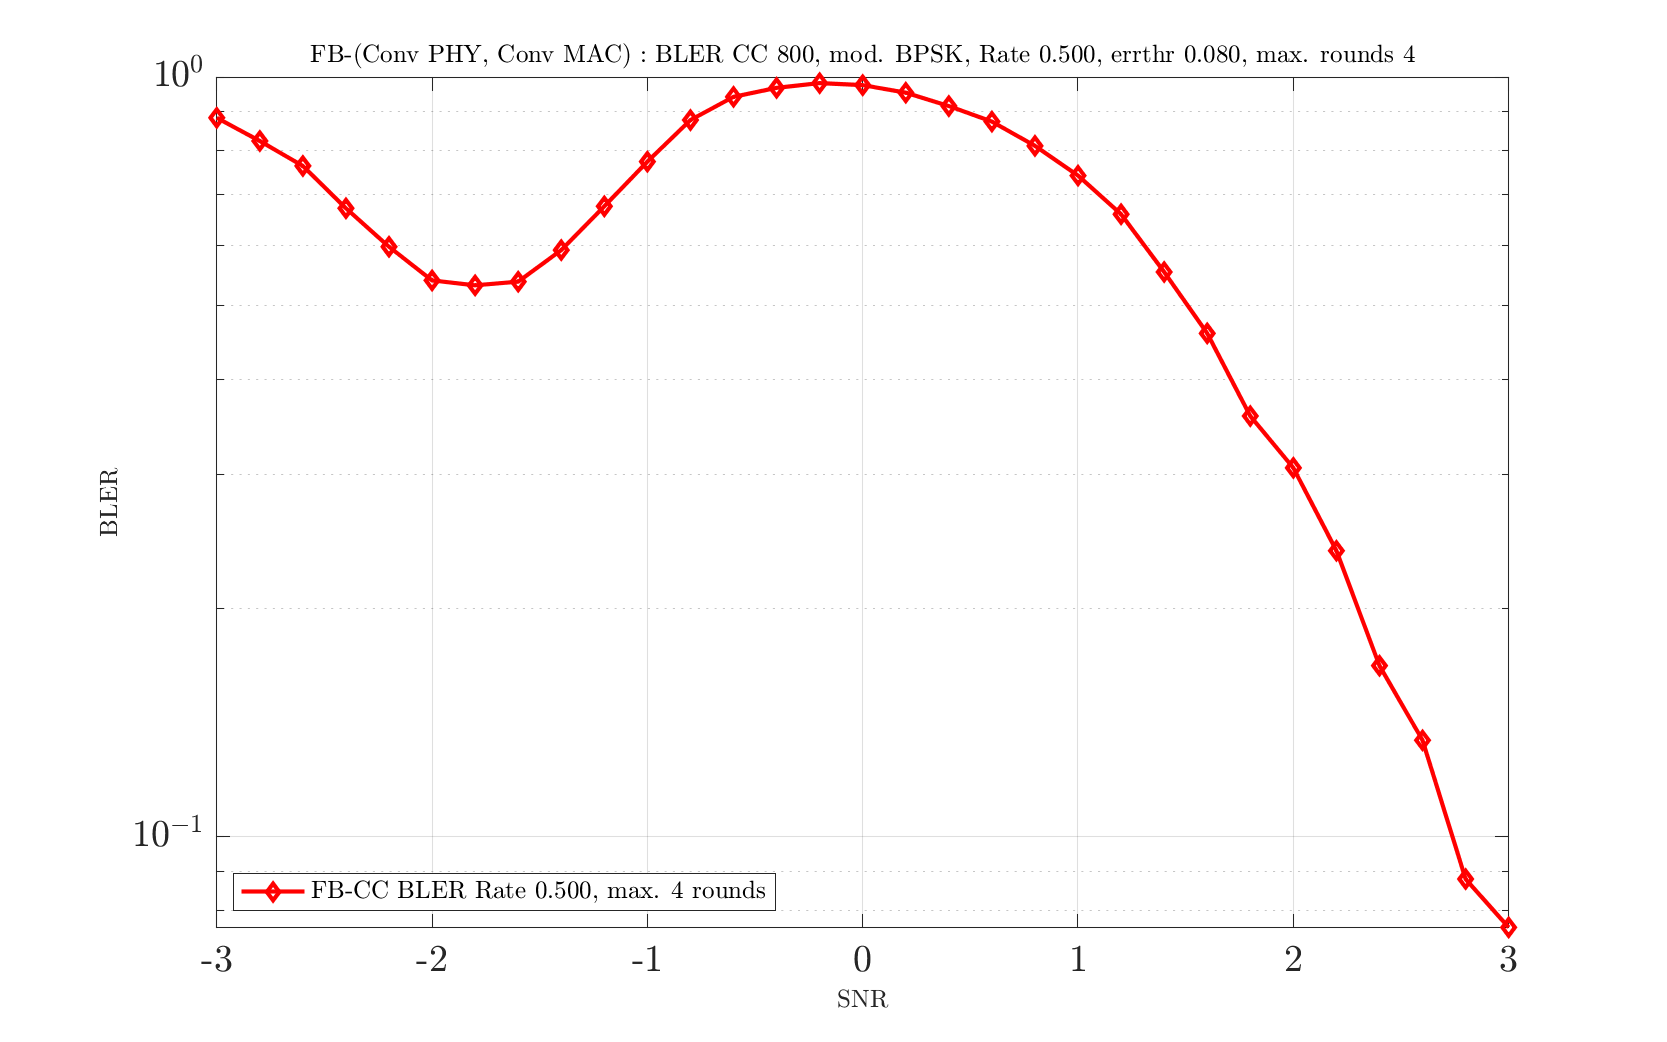 FB-(Conv PHY, Conv MAC) : BLER CC 800, mod. BPSK, Rate 0.500, errthr 0.080, max. rounds 4
10^0
BLER
10^-1
FB-CC BLER Rate 0.500, max. 4 rounds
-3 -2 -1 0 1 2 3
SNR